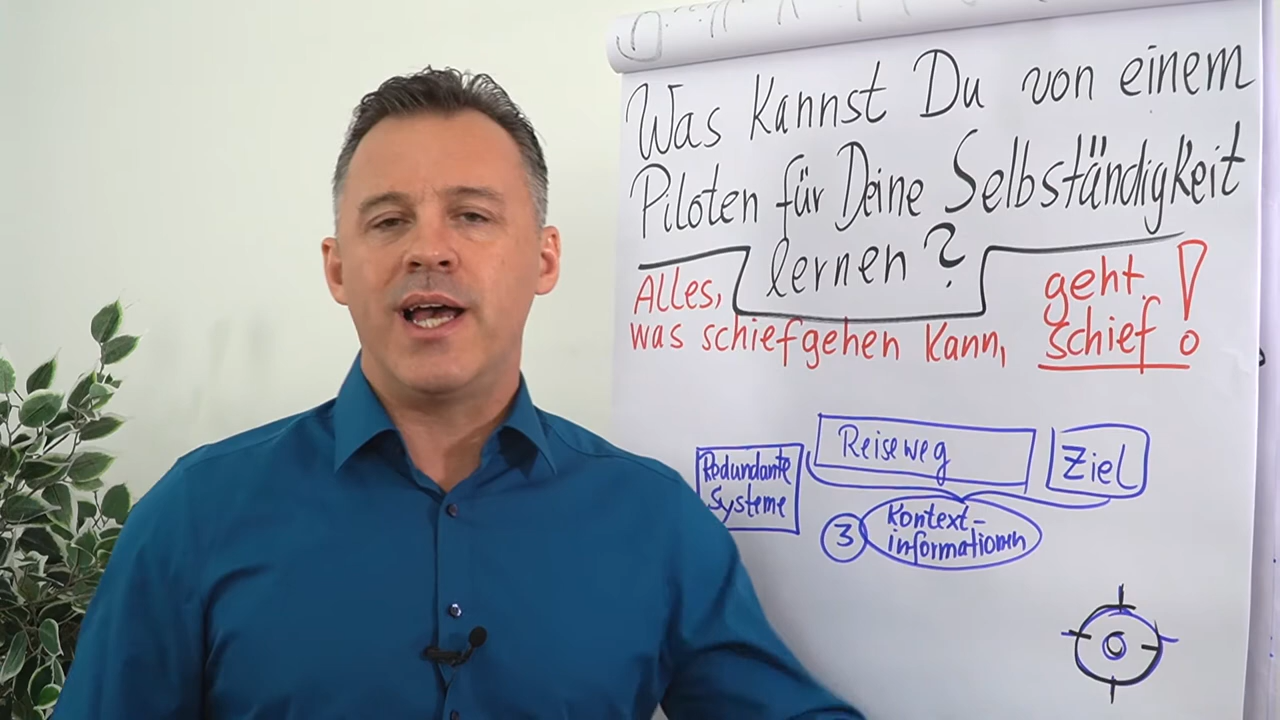 Was kannst Du von einem
Piloten für Deine Selbständigkeit
lernen?
Alles,
was schiefgehen kann,
geht
schief!
Redundante
Systeme
Reiseweg
Ziel
3
Kontext-
informationen